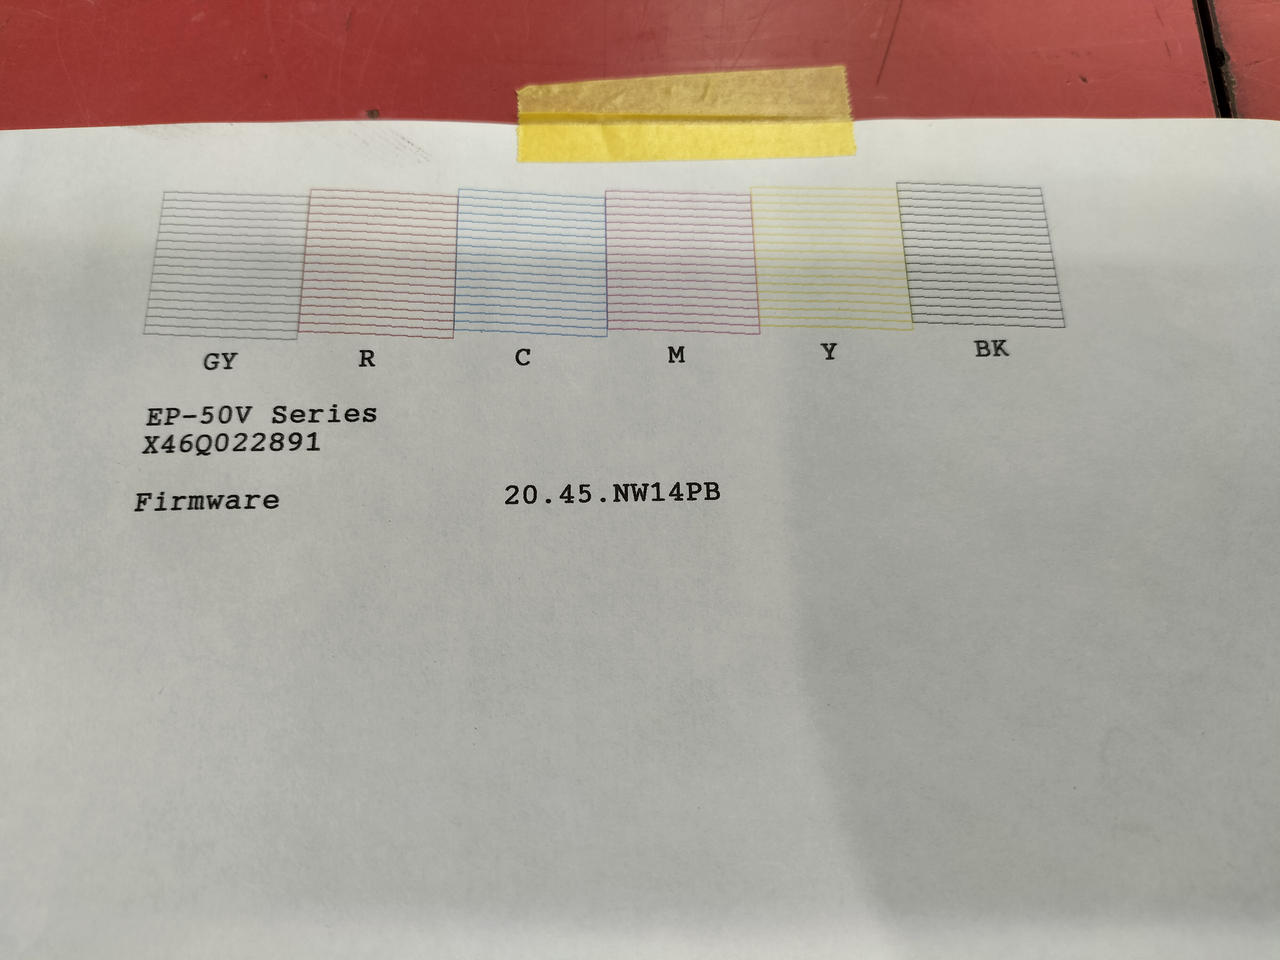 GY R C M Y BK
EP-50V Series
X46Q022891
Firmware 20.45.NW14PB